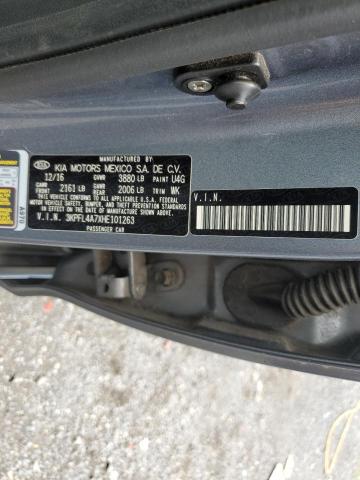 MANUFACTURED BY
KIA KIA MOTORS MEXICO S.A. DE C.V.
12/16 GVWR 3880 LB PAINT U4G
GAWR FRONT 2161 LB GAWR REAR 2006 LB TRIM WK
THIS VEHICLE CONFORMS TO ALL APPLICABLE U.S. FEDERAL
MOTOR VEHICLE SAFETY, BUMPER, AND THEFT PREVENTION STANDARDS
IN EFFECT ON THE DATE OF MANUFACTURE SHOWN ABOVE.
V.I.N. 3KPFL4A7XHE101263
PASSENGER CAR
V.I.N.
A970